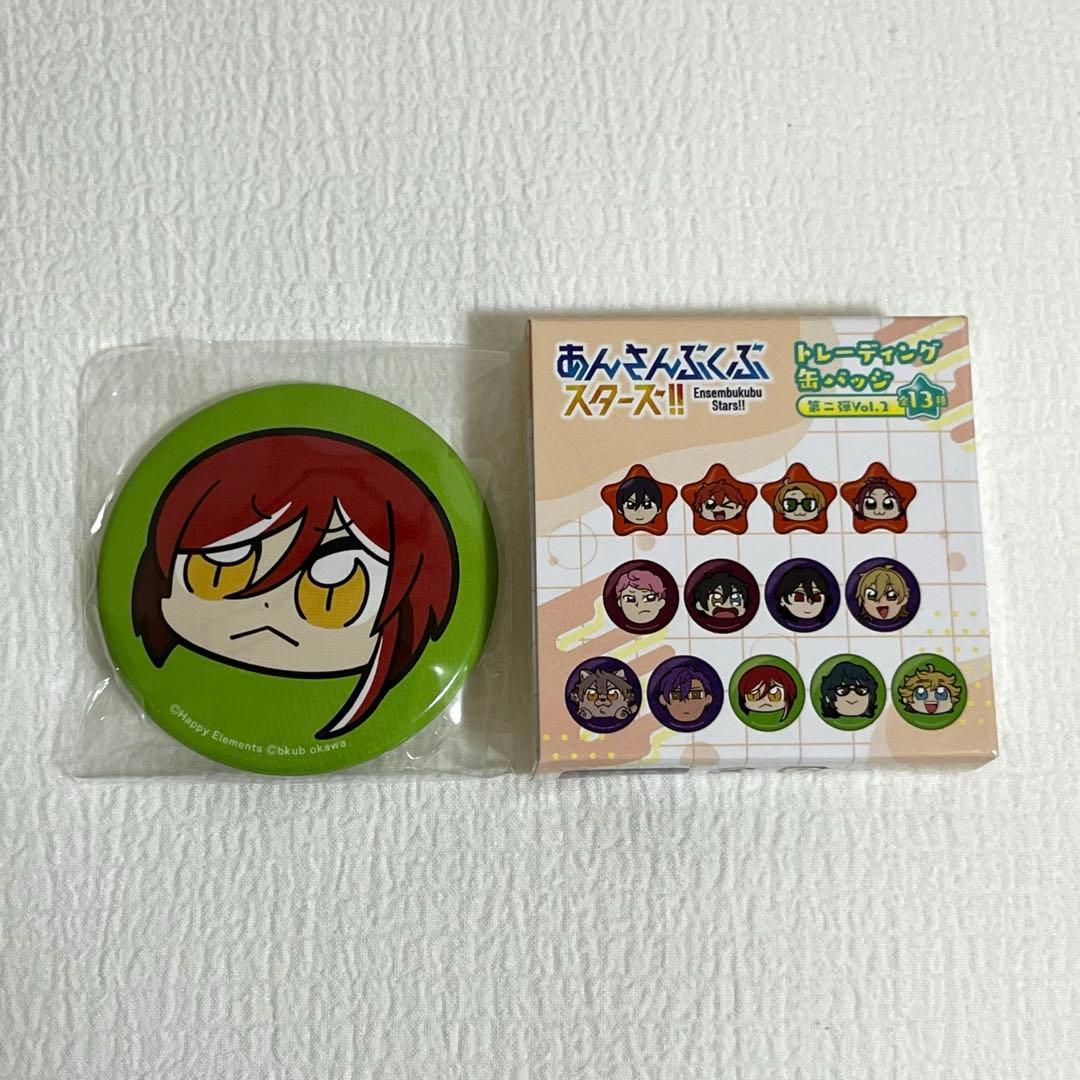 ©Happy Elements ©bkub okawa
あんさんぶくぶ
スターズ!!
Ensembukubu
Stars!!
トレーディング
缶バッジ
第二弾Vol.2
全13種